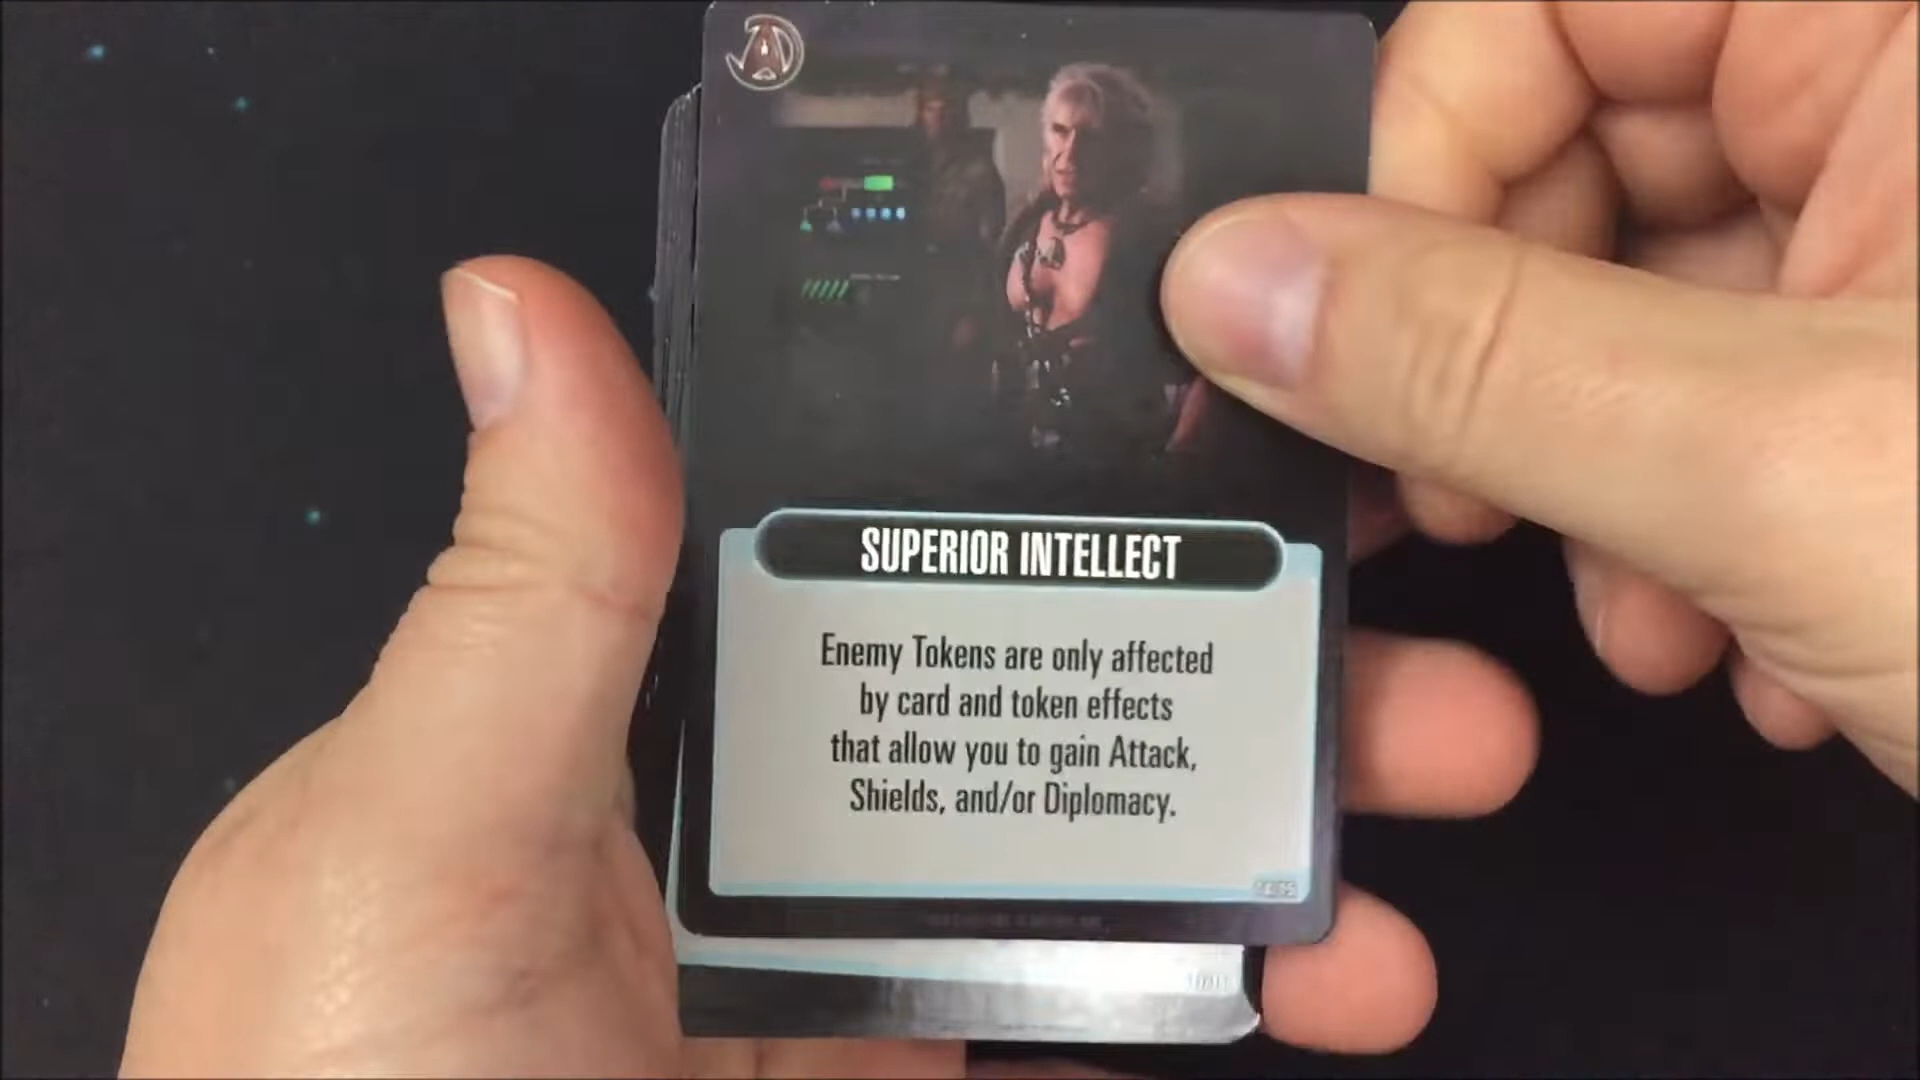 SUPERIOR INTELLECT
Enemy Tokens are only affected
by card and token effects
that allow you to gain Attack,
Shields, and/or Diplomacy.